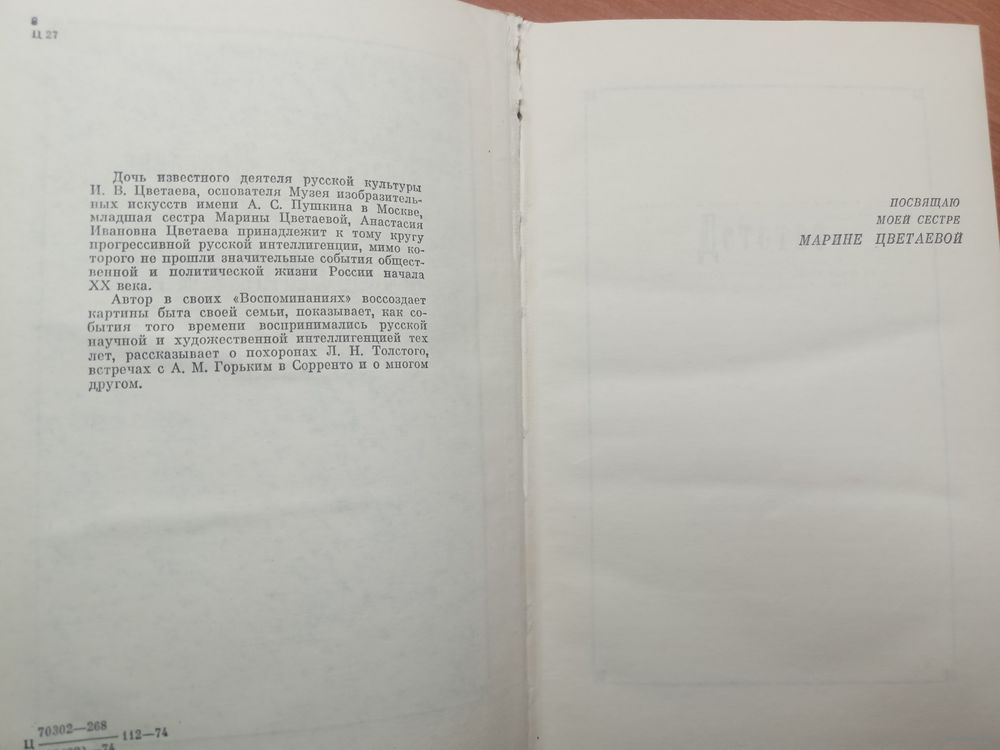 8
Ц 27
Дочь известного деятеля русской культуры
И. В. Цветаева, основателя Музея изобразитель-
ных искусств имени А. С. Пушкина в Москве,
младшая сестра Марины Цветаевой, Анастасия
Ивановна Цветаева принадлежит к тому кругу
прогрессивной русской интеллигенции, мимо ко-
торого не прошли значительные события общест-
венной и политической жизни России начала
XX века.
Автор в своих «Воспоминаниях» воссоздает
картины быта своей семьи, показывает, как со-
бытия того времени воспринимались русской
научной и художественной интеллигенцией тех
лет, рассказывает о похоронах Л. Н. Толстого,
встречах с А. М. Горьким в Сорренто и о многом
другом.
70302—268
Ц 112—74
—74
ПОСВЯЩАЮ
МОЕЙ СЕСТРЕ
МАРИНЕ ЦВЕТАЕВОЙ